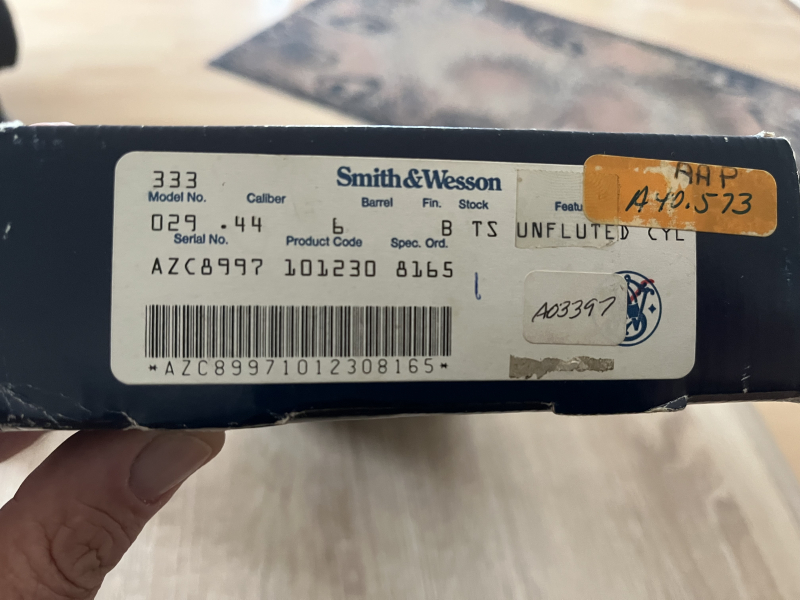 333
Smith&Wesson
Model No. Caliber Barrel Fin. Stock
029 .44 6 B TS UNFLUTED CYL
Serial No. Product Code Spec. Ord.
AZC8997 101230 8165
*AZC89971012308165*
AAP
A40.573
A03397